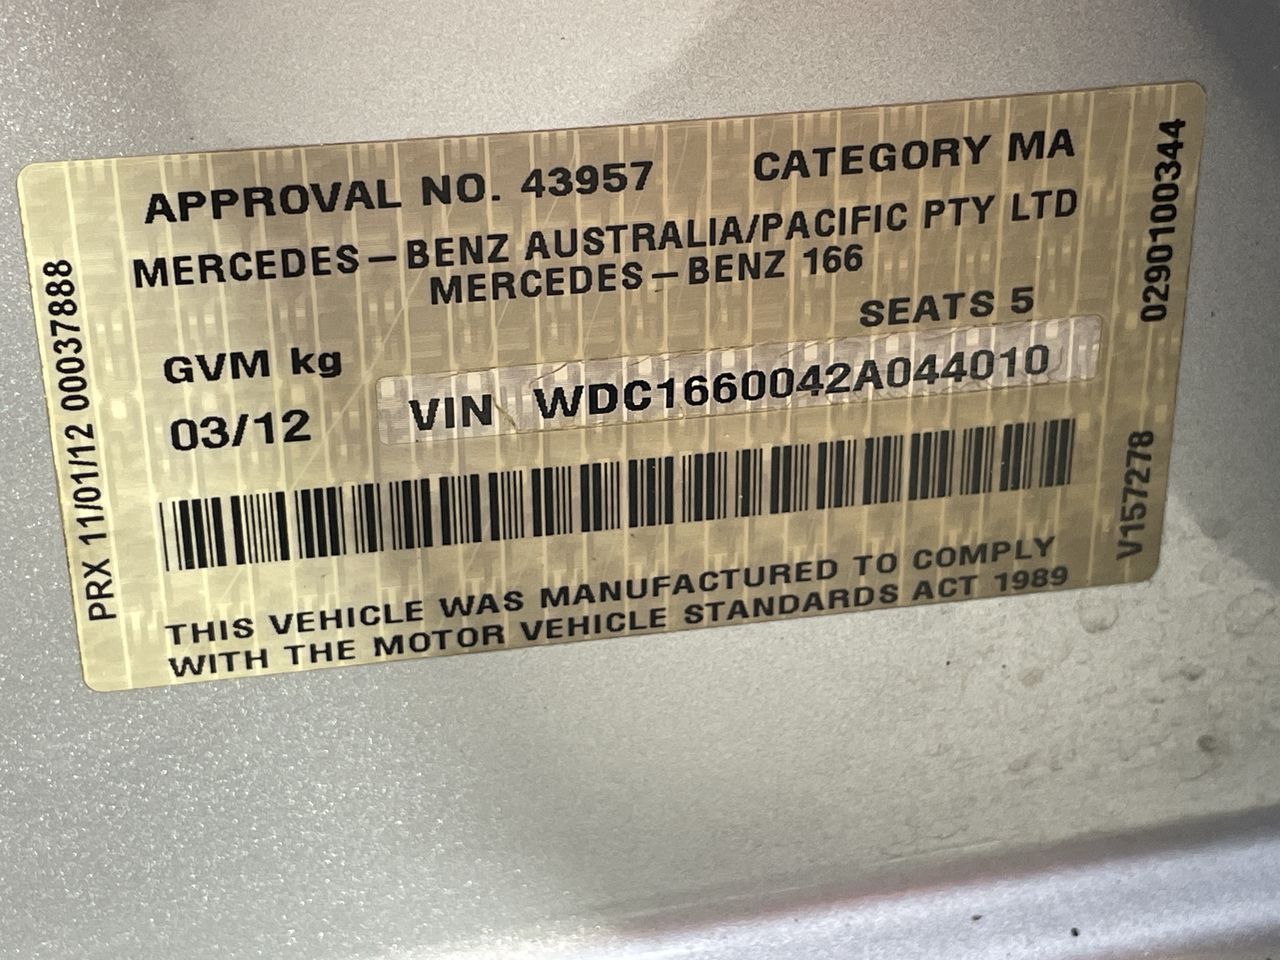 APPROVAL NO. 43957 CATEGORY MA
MERCEDES-BENZ AUSTRALIA/PACIFIC PTY LTD
MERCEDES-BENZ 166
SEATS 5
GVM kg
03/12 VIN WDC1660042A044010
THIS VEHICLE WAS MANUFACTURED TO COMPLY
WITH THE MOTOR VEHICLE STANDARDS ACT 1989
PRX 11/01/12 00037888
0290100344
V157278